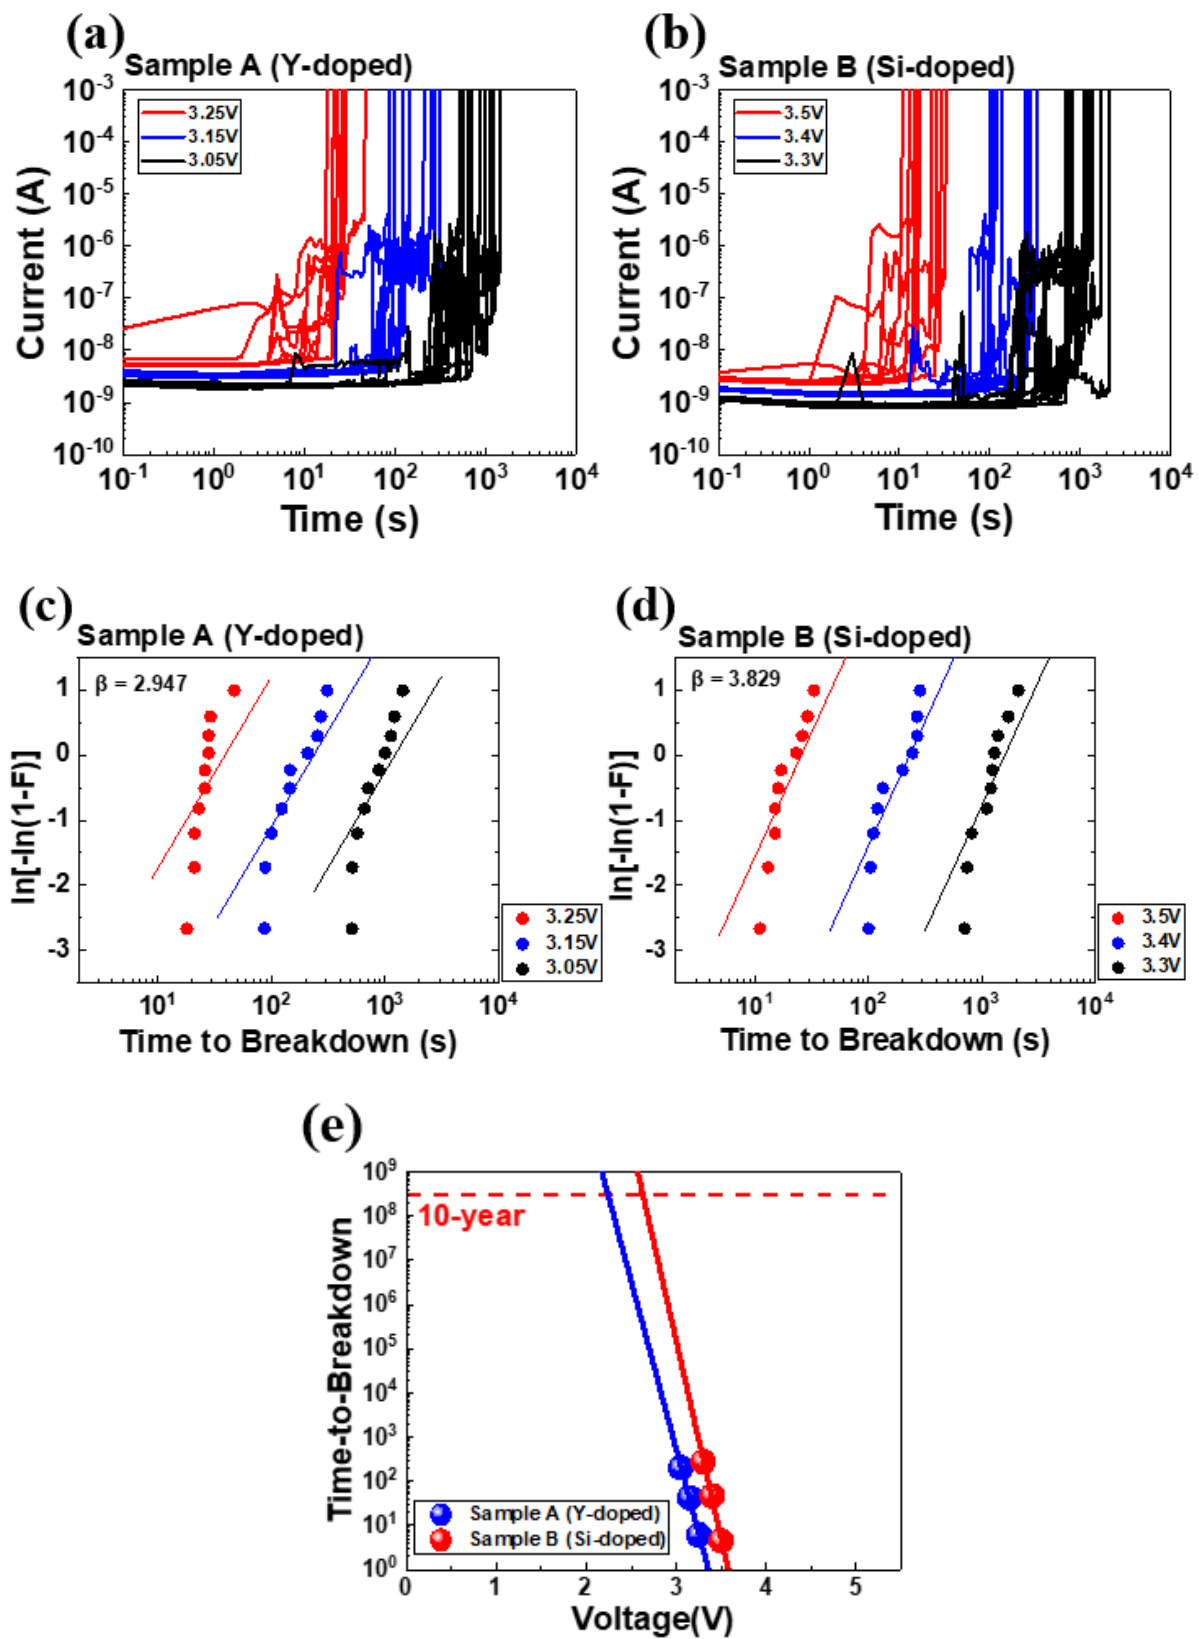 (a)
Sample A (Y-doped)
10⁻³
10⁻⁴
10⁻⁵
10⁻⁶
10⁻⁷
10⁻⁸
10⁻⁹
10⁻¹⁰
Current (A)
3.25V
3.15V
3.05V
10⁻¹ 10⁰ 10¹ 10² 10³ 10⁴
Time (s)
(b)
Sample B (Si-doped)
10⁻³
10⁻⁴
10⁻⁵
10⁻⁶
10⁻⁷
10⁻⁸
10⁻⁹
10⁻¹⁰
Current (A)
3.5V
3.4V
3.3V
10⁻¹ 10⁰ 10¹ 10² 10³ 10⁴
Time (s)
(c)
Sample A (Y-doped)
β = 2.947
1
0
-1
-2
-3
ln[-ln(1-F)]
3.25V
3.15V
3.05V
10¹ 10² 10³ 10⁴
Time to Breakdown (s)
(d)
Sample B (Si-doped)
β = 3.829
1
0
-1
-2
-3
ln[-ln(1-F)]
3.5V
3.4V
3.3V
10¹ 10² 10³ 10⁴
Time to Breakdown (s)
(e)
10⁹
10⁸
10⁷
10⁶
10⁵
10⁴
10³
10²
10¹
10⁰
Time-to-Breakdown
10-year
Sample A (Y-doped)
Sample B (Si-doped)
0 1 2 3 4 5
Voltage(V)